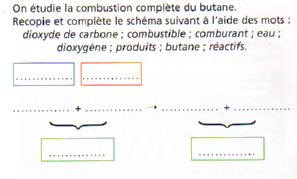 On étudie la combustion complète du butane.
Recopie et complète le schéma suivant à l'aide des mots :
dioxyde de carbone ; combustible ; comburant ; eau ;
dioxygène ; produits ; butane ; réactifs.
............... ...............
............... + ............... → ............... + ...............
............... ...............